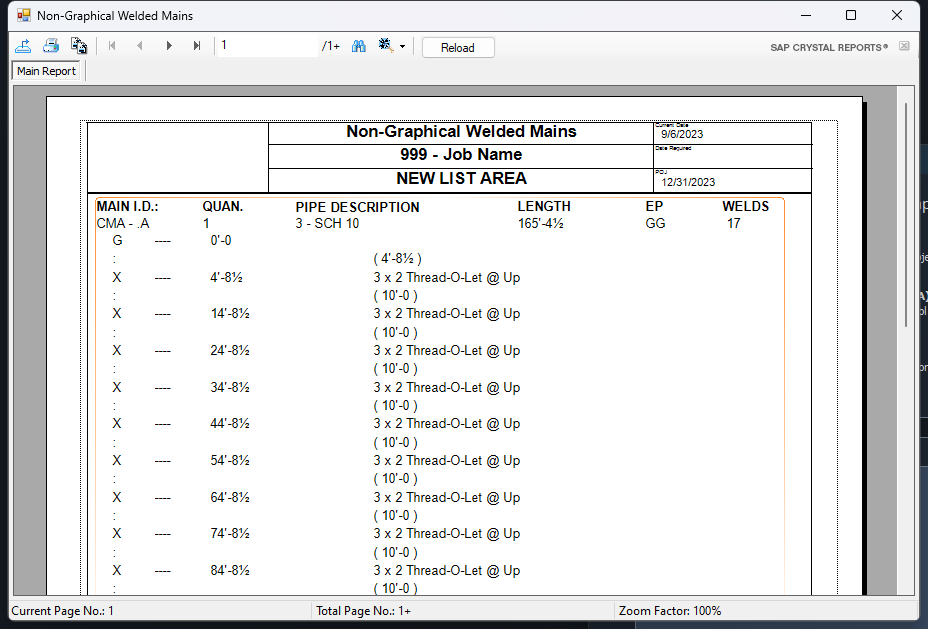 Non-Graphical Welded Mains
1 /1+ Reload SAP CRYSTAL REPORTS®
Main Report
Non-Graphical Welded Mains
Current Date
9/6/2023
999 - Job Name
Date Required
NEW LIST AREA
12/31/2023
MAIN I.D.: QUAN. PIPE DESCRIPTION LENGTH EP WELDS
CMA - .A 1 3 - SCH 10 165'-4½ GG 17
G ---- 0'-0
: ( 4'-8½ )
X ---- 4'-8½ 3 x 2 Thread-O-Let @ Up
: ( 10'-0 )
X ---- 14'-8½ 3 x 2 Thread-O-Let @ Up
: ( 10'-0 )
X ---- 24'-8½ 3 x 2 Thread-O-Let @ Up
: ( 10'-0 )
X ---- 34'-8½ 3 x 2 Thread-O-Let @ Up
: ( 10'-0 )
X ---- 44'-8½ 3 x 2 Thread-O-Let @ Up
: ( 10'-0 )
X ---- 54'-8½ 3 x 2 Thread-O-Let @ Up
: ( 10'-0 )
X ---- 64'-8½ 3 x 2 Thread-O-Let @ Up
: ( 10'-0 )
X ---- 74'-8½ 3 x 2 Thread-O-Let @ Up
: ( 10'-0 )
X ---- 84'-8½ 3 x 2 Thread-O-Let @ Up
: ( 10'-0 )
Current Page No.: 1 Total Page No.: 1+ Zoom Factor: 100%